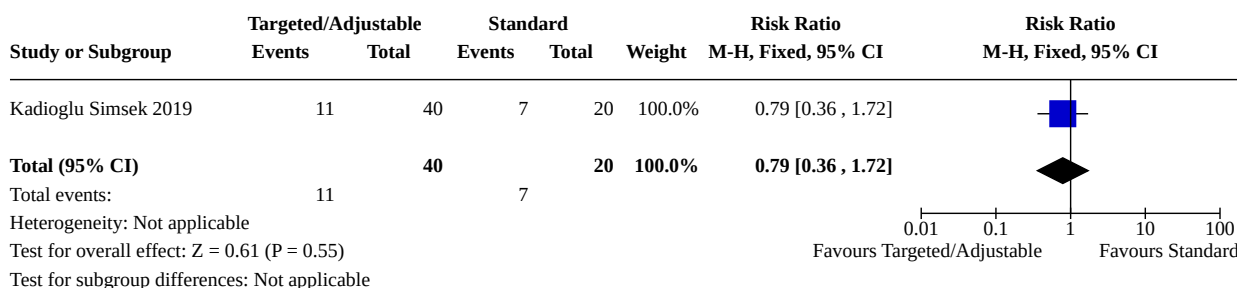 Targeted/Adjustable Standard Risk Ratio Risk Ratio
Study or Subgroup Events Total Events Total Weight M-H, Fixed, 95% CI M-H, Fixed, 95% CI
Kadioglu Simsek 2019 11 40 7 20 100.0% 0.79 [0.36 , 1.72]
Total (95% CI) 40 20 100.0% 0.79 [0.36 , 1.72]
Total events: 11 7
Heterogeneity: Not applicable
0.01 0.1 1 10 100
Test for overall effect: Z = 0.61 (P = 0.55) Favours Targeted/Adjustable Favours Standard
Test for subgroup differences: Not applicable